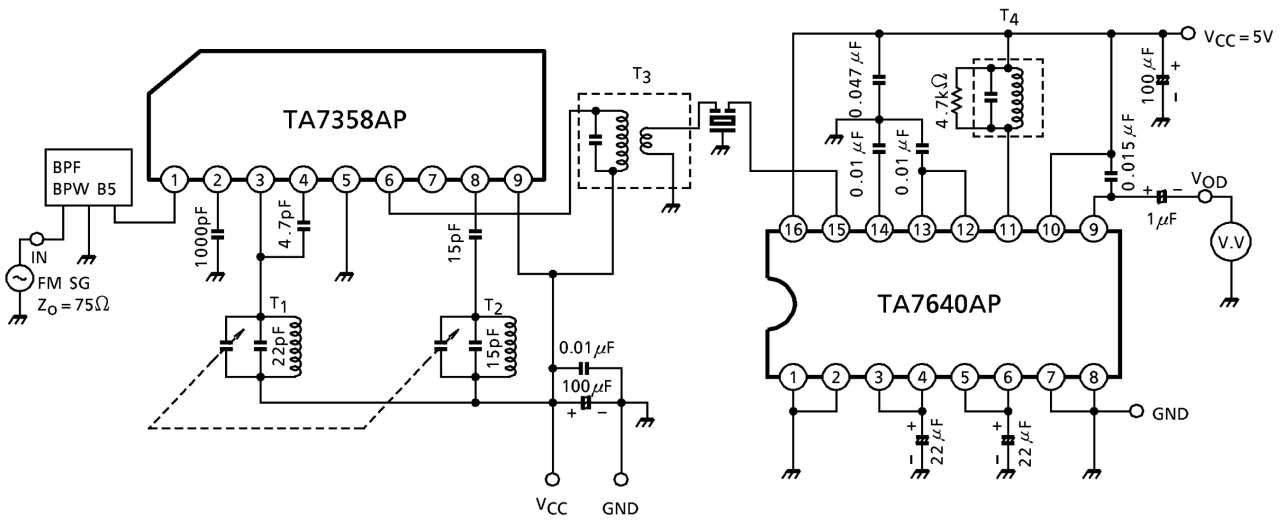 T4
VCC = 5V
T3
0.047 μF
4.7kΩ
100 μF
+
−
TA7358AP
BPF
BPW B5
1 2 3 4 5 6 7 8 9
0.01 μF
0.01 μF
0.015 μF
1000pF
4.7pF
15pF
IN
FM SG
ZO = 75Ω
16 15 14 13 12 11 10 9
+ −
1μF
VOD
V.V
TA7640AP
T1
T2
22pF
15pF
0.01 μF
100 μF
+ −
1 2 3 4 5 6 7 8
GND
+
−
22 μF
+
−
22 μF
VCC
GND